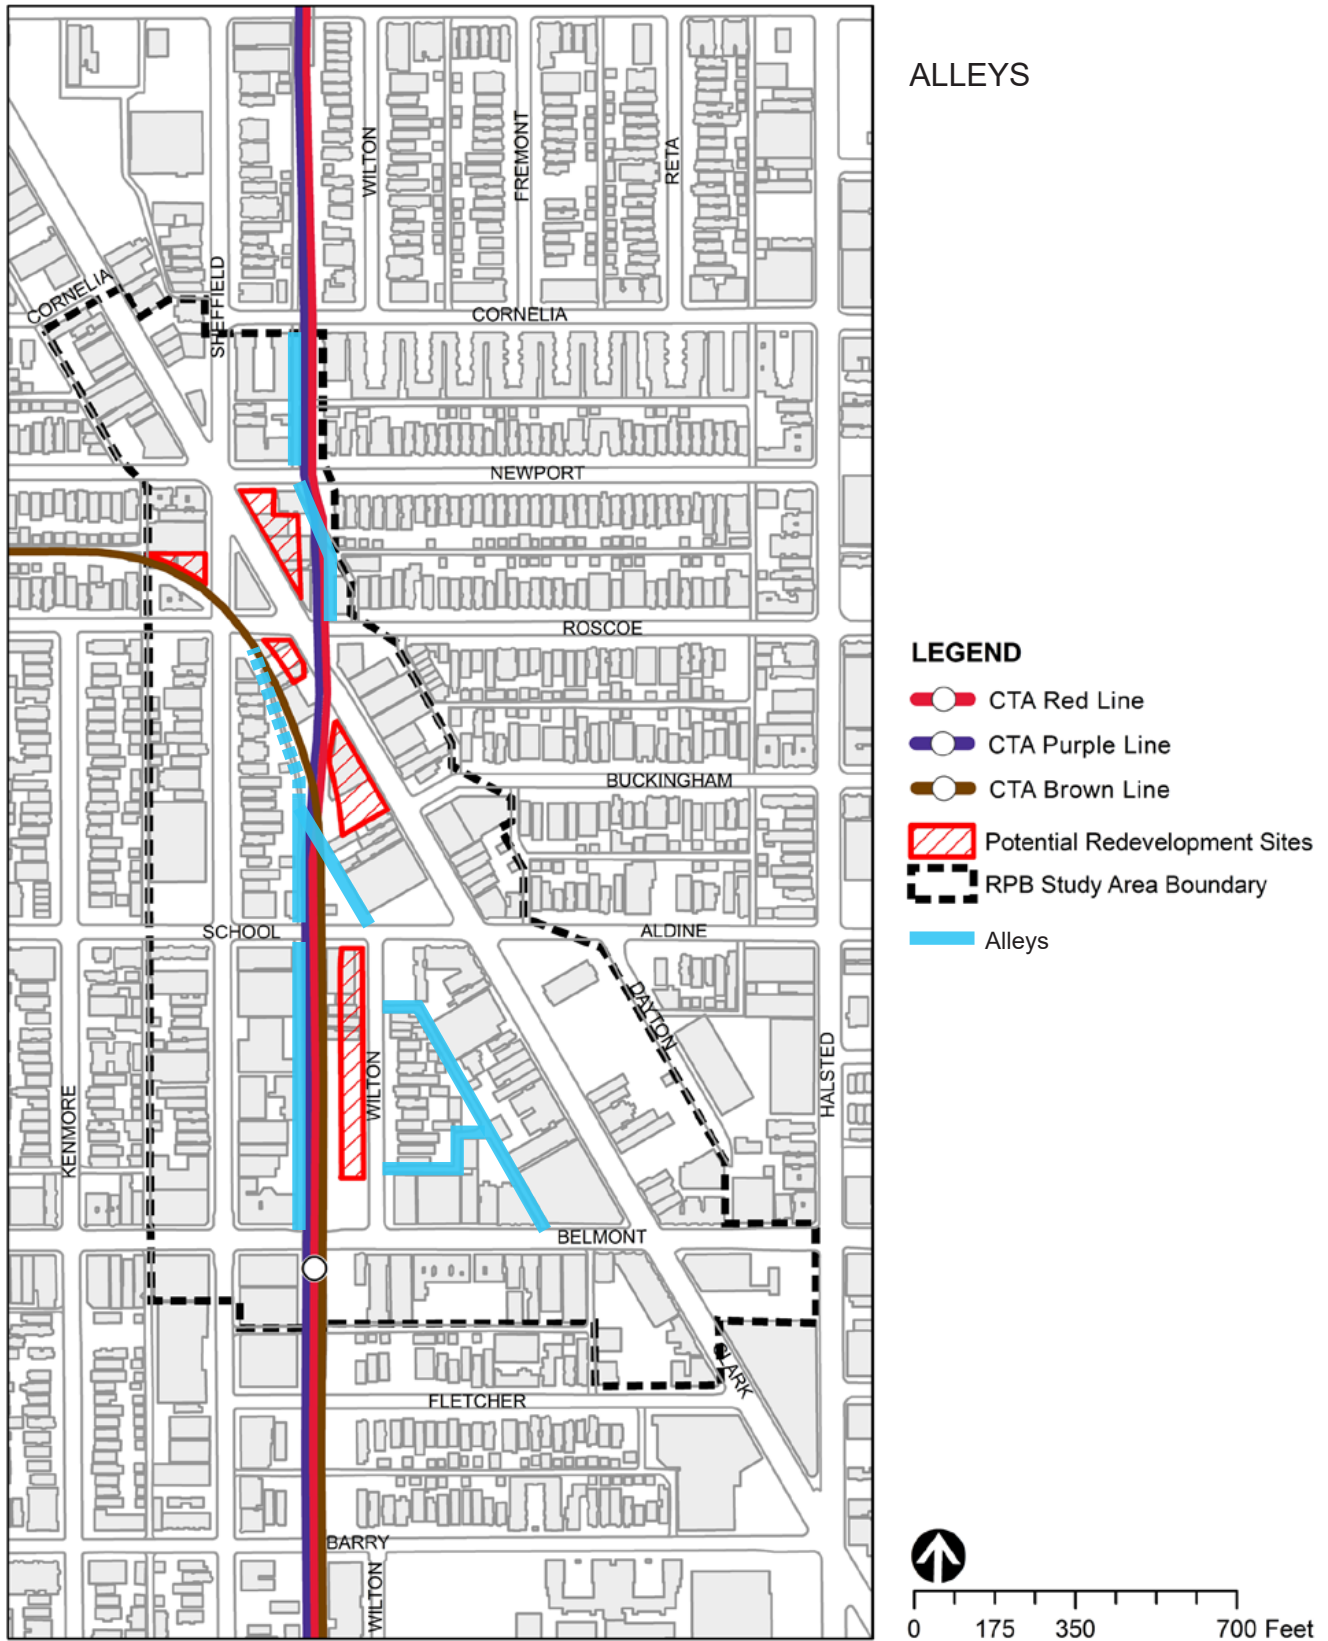 ALLEYS
WILTON
FREMONT
RETA
CORNELIA
SHEFFIELD
CORNELIA
NEWPORT
ROSCOE
BUCKINGHAM
SCHOOL
ALDINE
DAYTON
HALSTED
WILTON
KENMORE
BELMONT
CLARK
FLETCHER
BARRY
WILTON
LEGEND
CTA Red Line
CTA Purple Line
CTA Brown Line
Potential Redevelopment Sites
RPB Study Area Boundary
Alleys
0 175 350 700 Feet